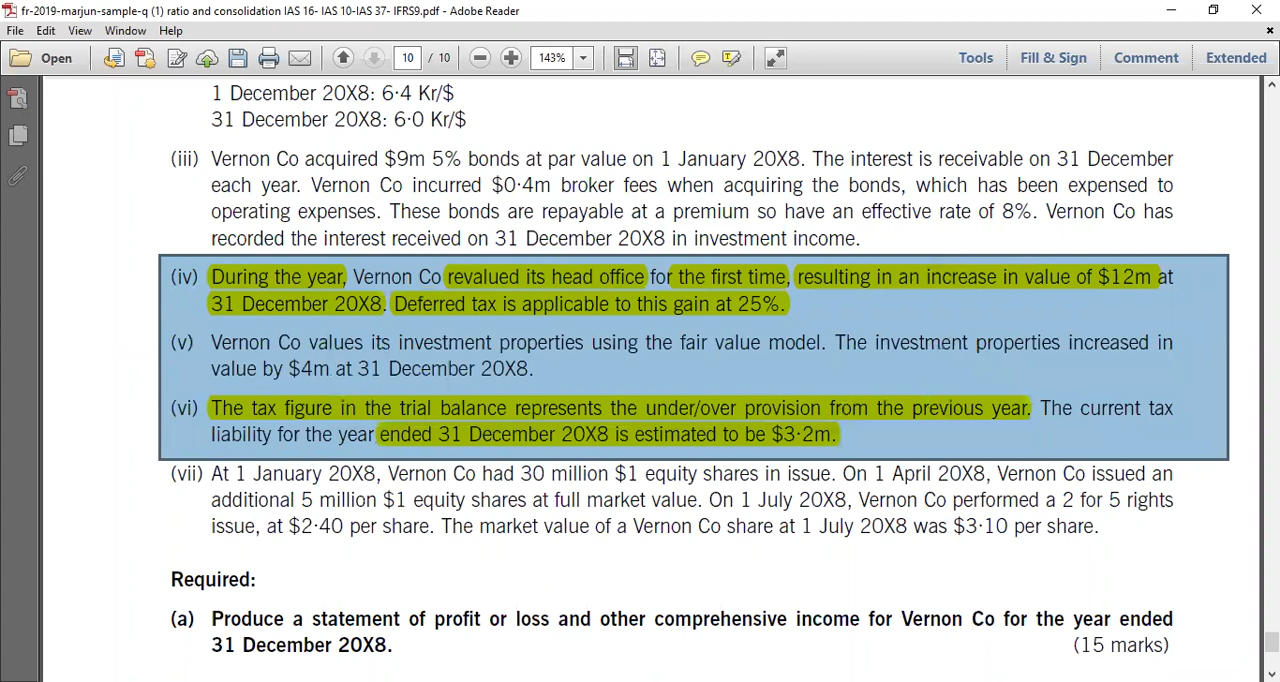 fr-2019-marjun-sample-q (1) ratio and consolidation IAS 16- IAS 10-IAS 37- IFRS9.pdf - Adobe Reader
File Edit View Window Help
Open 10 / 10 143% Tools Fill & Sign Comment Extended
1 December 20X8: 6·4 Kr/$
31 December 20X8: 6·0 Kr/$
(iii) Vernon Co acquired $9m 5% bonds at par value on 1 January 20X8. The interest is receivable on 31 December
each year. Vernon Co incurred $0·4m broker fees when acquiring the bonds, which has been expensed to
operating expenses. These bonds are repayable at a premium so have an effective rate of 8%. Vernon Co has
recorded the interest received on 31 December 20X8 in investment income.
(iv) During the year, Vernon Co revalued its head office for the first time, resulting in an increase in value of $12m at
31 December 20X8. Deferred tax is applicable to this gain at 25%.
(v) Vernon Co values its investment properties using the fair value model. The investment properties increased in
value by $4m at 31 December 20X8.
(vi) The tax figure in the trial balance represents the under/over provision from the previous year. The current tax
liability for the year ended 31 December 20X8 is estimated to be $3·2m.
(vii) At 1 January 20X8, Vernon Co had 30 million $1 equity shares in issue. On 1 April 20X8, Vernon Co issued an
additional 5 million $1 equity shares at full market value. On 1 July 20X8, Vernon Co performed a 2 for 5 rights
issue, at $2·40 per share. The market value of a Vernon Co share at 1 July 20X8 was $3·10 per share.
Required:
(a) Produce a statement of profit or loss and other comprehensive income for Vernon Co for the year ended
31 December 20X8. (15 marks)